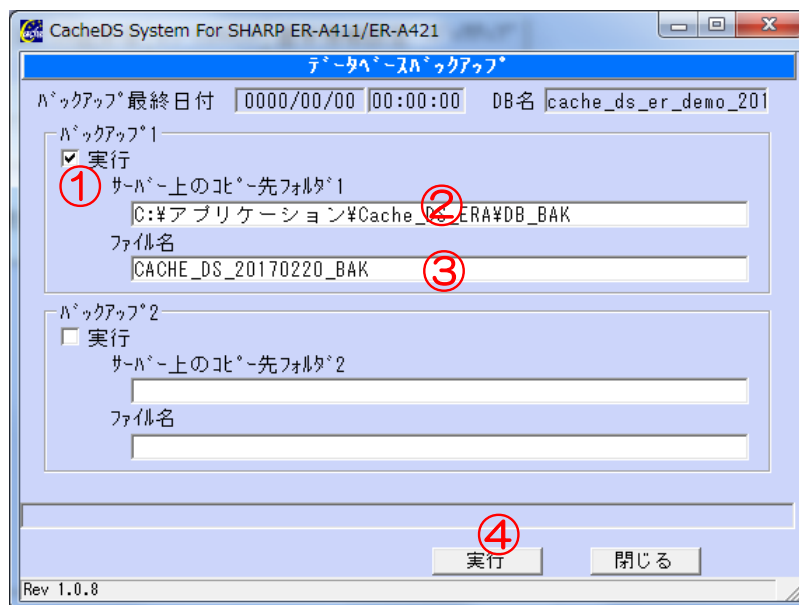 CacheDS System For SHARP ER-A411/ER-A421
ﾃﾞｰﾀﾍﾞｰｽﾊﾞｯｸｱｯﾌﾟ
ﾊﾞｯｸｱｯﾌﾟ最終日付 0000/00/00 00:00:00 DB名 cache_ds_er_demo_201
ﾊﾞｯｸｱｯﾌﾟ1
実行
① ｻｰﾊﾞｰ上のｺﾋﾟｰ先ﾌｫﾙﾀﾞ1
C:¥アプリケーション¥Cache_DS_ERA¥DB_BAK ②
ﾌｧｲﾙ名
CACHE_DS_20170220_BAK ③
ﾊﾞｯｸｱｯﾌﾟ2
実行
ｻｰﾊﾞｰ上のｺﾋﾟｰ先ﾌｫﾙﾀﾞ2
ﾌｧｲﾙ名
④
実行 閉じる
Rev 1.0.8